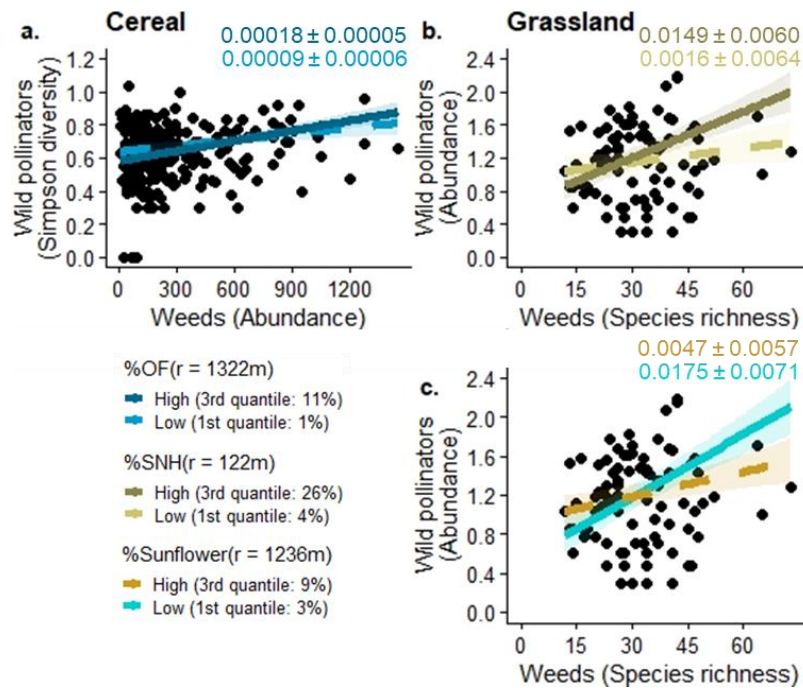 a. Cereal
0.00018 ± 0.00005
0.00009 ± 0.00006
Wild pollinators
(Simpson diversity)
1.2
1.0
0.8
0.6
0.4
0.2
0.0
0 300 600 900 1200
Weeds (Abundance)
b. Grassland
0.0149 ± 0.0060
0.0016 ± 0.0064
Wild pollinators
(Abundance)
2.4
2.0
1.6
1.2
0.8
0.4
0.0
0 15 30 45 60
Weeds (Species richness)
%OF(r = 1322m)
High (3rd quantile: 11%)
Low (1st quantile: 1%)
%SNH(r = 122m)
High (3rd quantile: 26%)
Low (1st quantile: 4%)
%Sunflower(r = 1236m)
High (3rd quantile: 9%)
Low (1st quantile: 3%)
c.
0.0047 ± 0.0057
0.0175 ± 0.0071
Wild pollinators
(Abundance)
2.4
2.0
1.6
1.2
0.8
0.4
0.0
0 15 30 45 60
Weeds (Species richness)